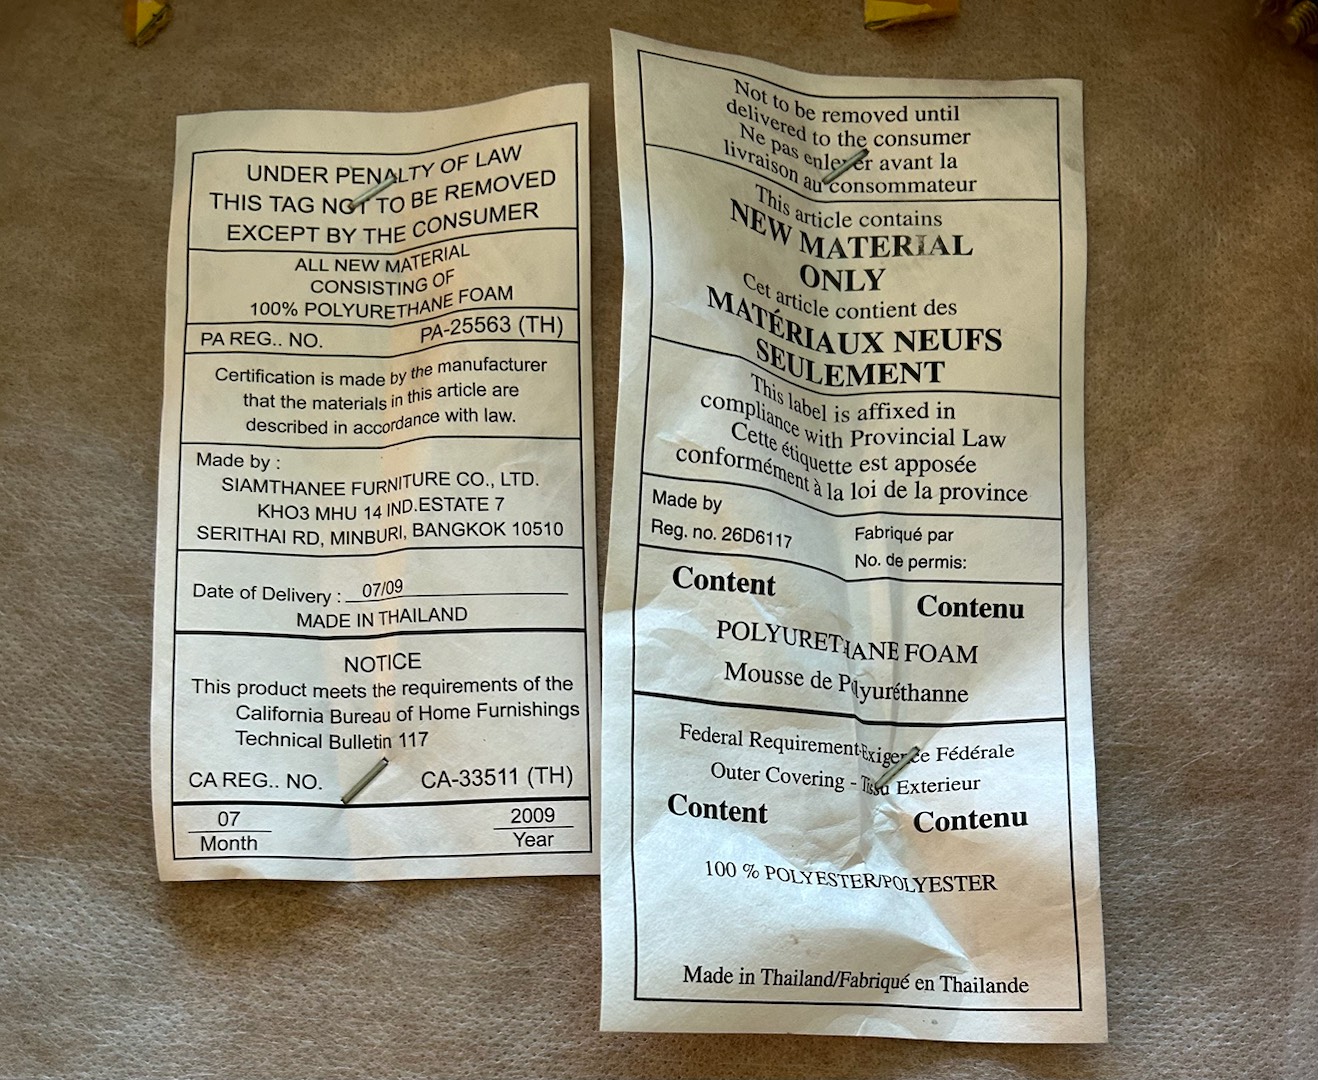 UNDER PENALTY OF LAW
THIS TAG NOT TO BE REMOVED
EXCEPT BY THE CONSUMER
ALL NEW MATERIAL
CONSISTING OF
100% POLYURETHANE FOAM
PA REG.. NO. PA-25563 (TH)
Certification is made by the manufacturer
that the materials in this article are
described in accordance with law.
Made by :
SIAMTHANEE FURNITURE CO., LTD.
KHO3 MHU 14 IND.ESTATE 7
SERITHAI RD, MINBURI, BANGKOK 10510
Date of Delivery : 07/09
MADE IN THAILAND
NOTICE
This product meets the requirements of the
California Bureau of Home Furnishings
Technical Bulletin 117
CA REG.. NO. CA-33511 (TH)
07 2009
Month Year
Not to be removed until
delivered to the consumer
Ne pas enlever avant la
livraison au consommateur
This article contains
NEW MATERIAL
ONLY
Cet article contient des
MATÉRIAUX NEUFS
SEULEMENT
This label is affixed in
compliance with Provincial Law
Cette étiquette est apposée
conformément à la loi de la province
Made by Fabriqué par
Reg. no. 26D6117 No. de permis:
Content Contenu
POLYURETHANE FOAM
Mousse de Polyuréthanne
Federal Requirement-Exigence Fédérale
Outer Covering - Tissu Exterieur
Content Contenu
100 % POLYESTER/POLYESTER
Made in Thailand/Fabriqué en Thailande